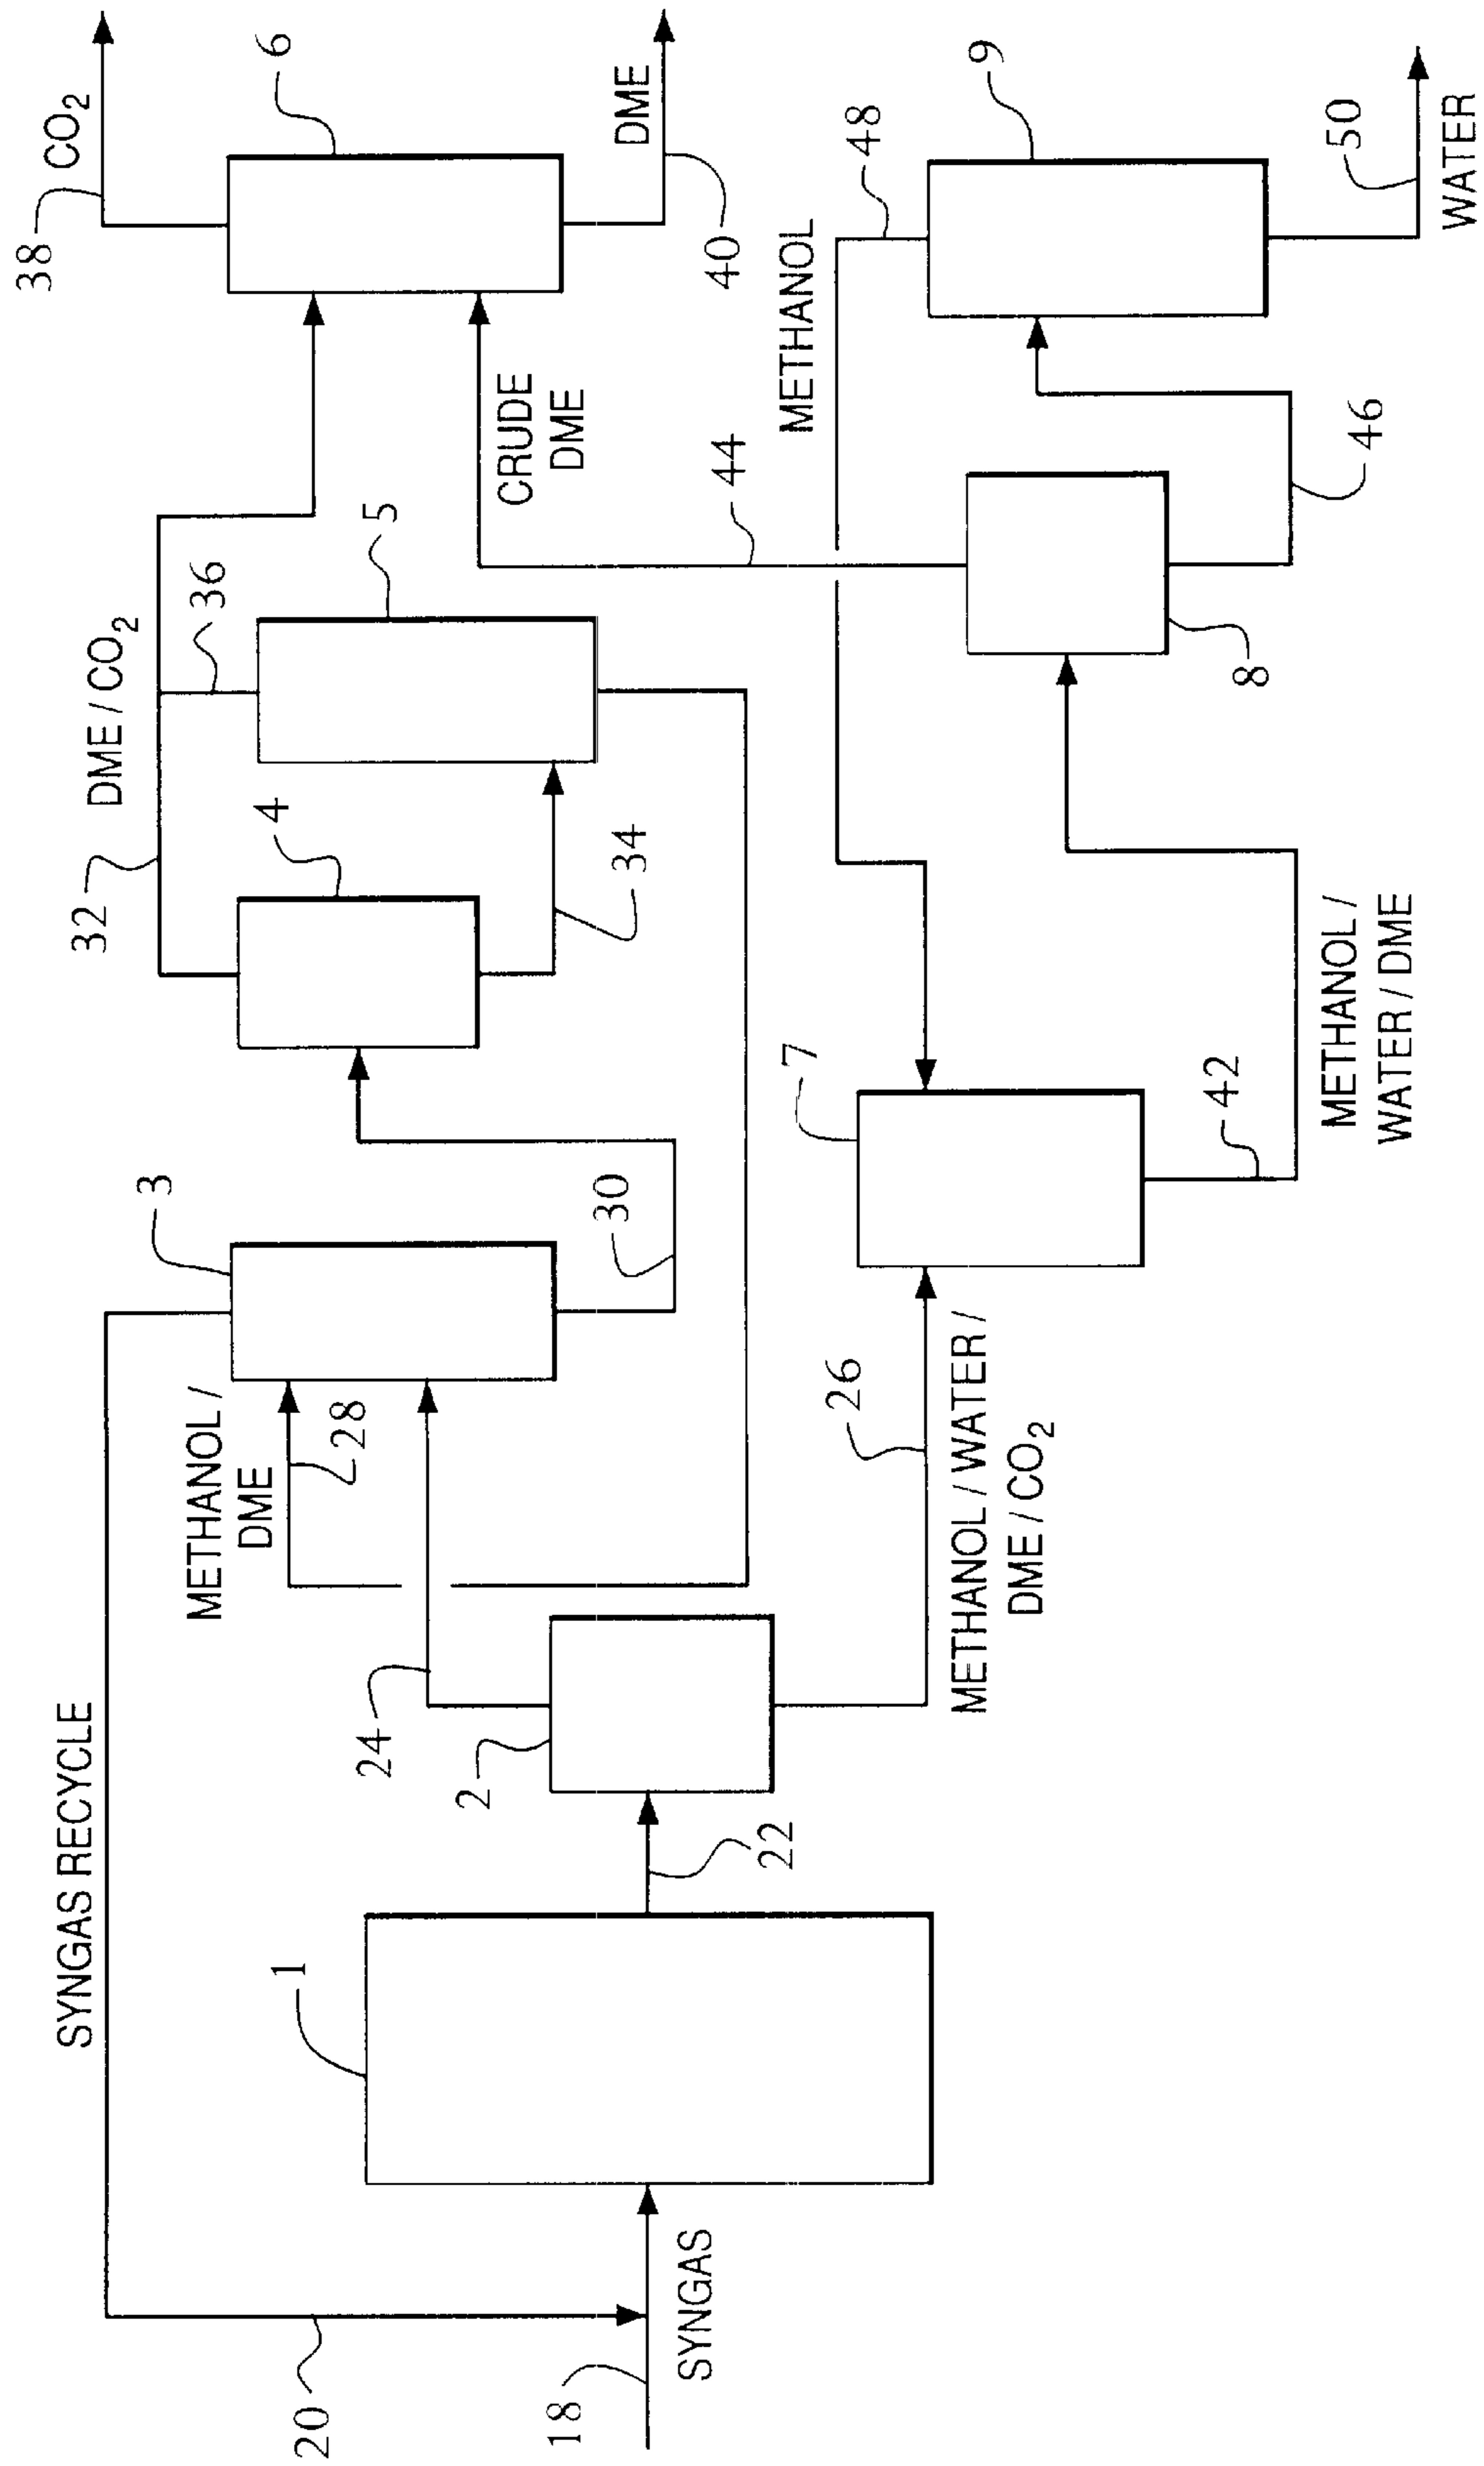 CO2
38
6
DME
40
9
METHANOL
48
50
WATER
DME / CO2
36
5
CRUDE
DME
44
46
32
4
34
8
METHANOL /
WATER / DME
3
30
7
42
SYNGAS RECYCLE
METHANOL /
DME
28
24
2
26
METHANOL / WATER /
DME / CO2
22
1
20
18
SYNGAS